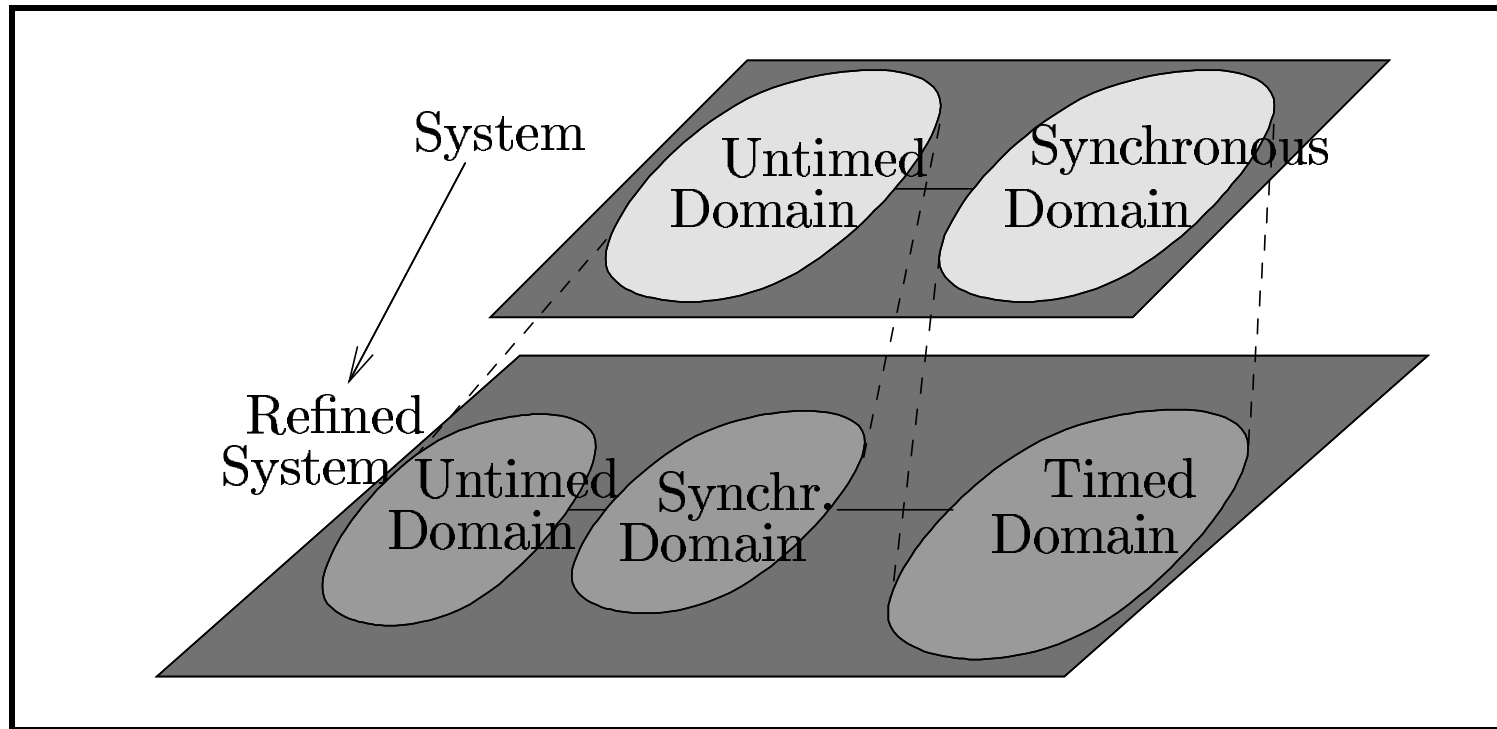 System
Untimed
Domain
Synchronous
Domain
Refined
System
Untimed
Domain
Synchr.
Domain
Timed
Domain